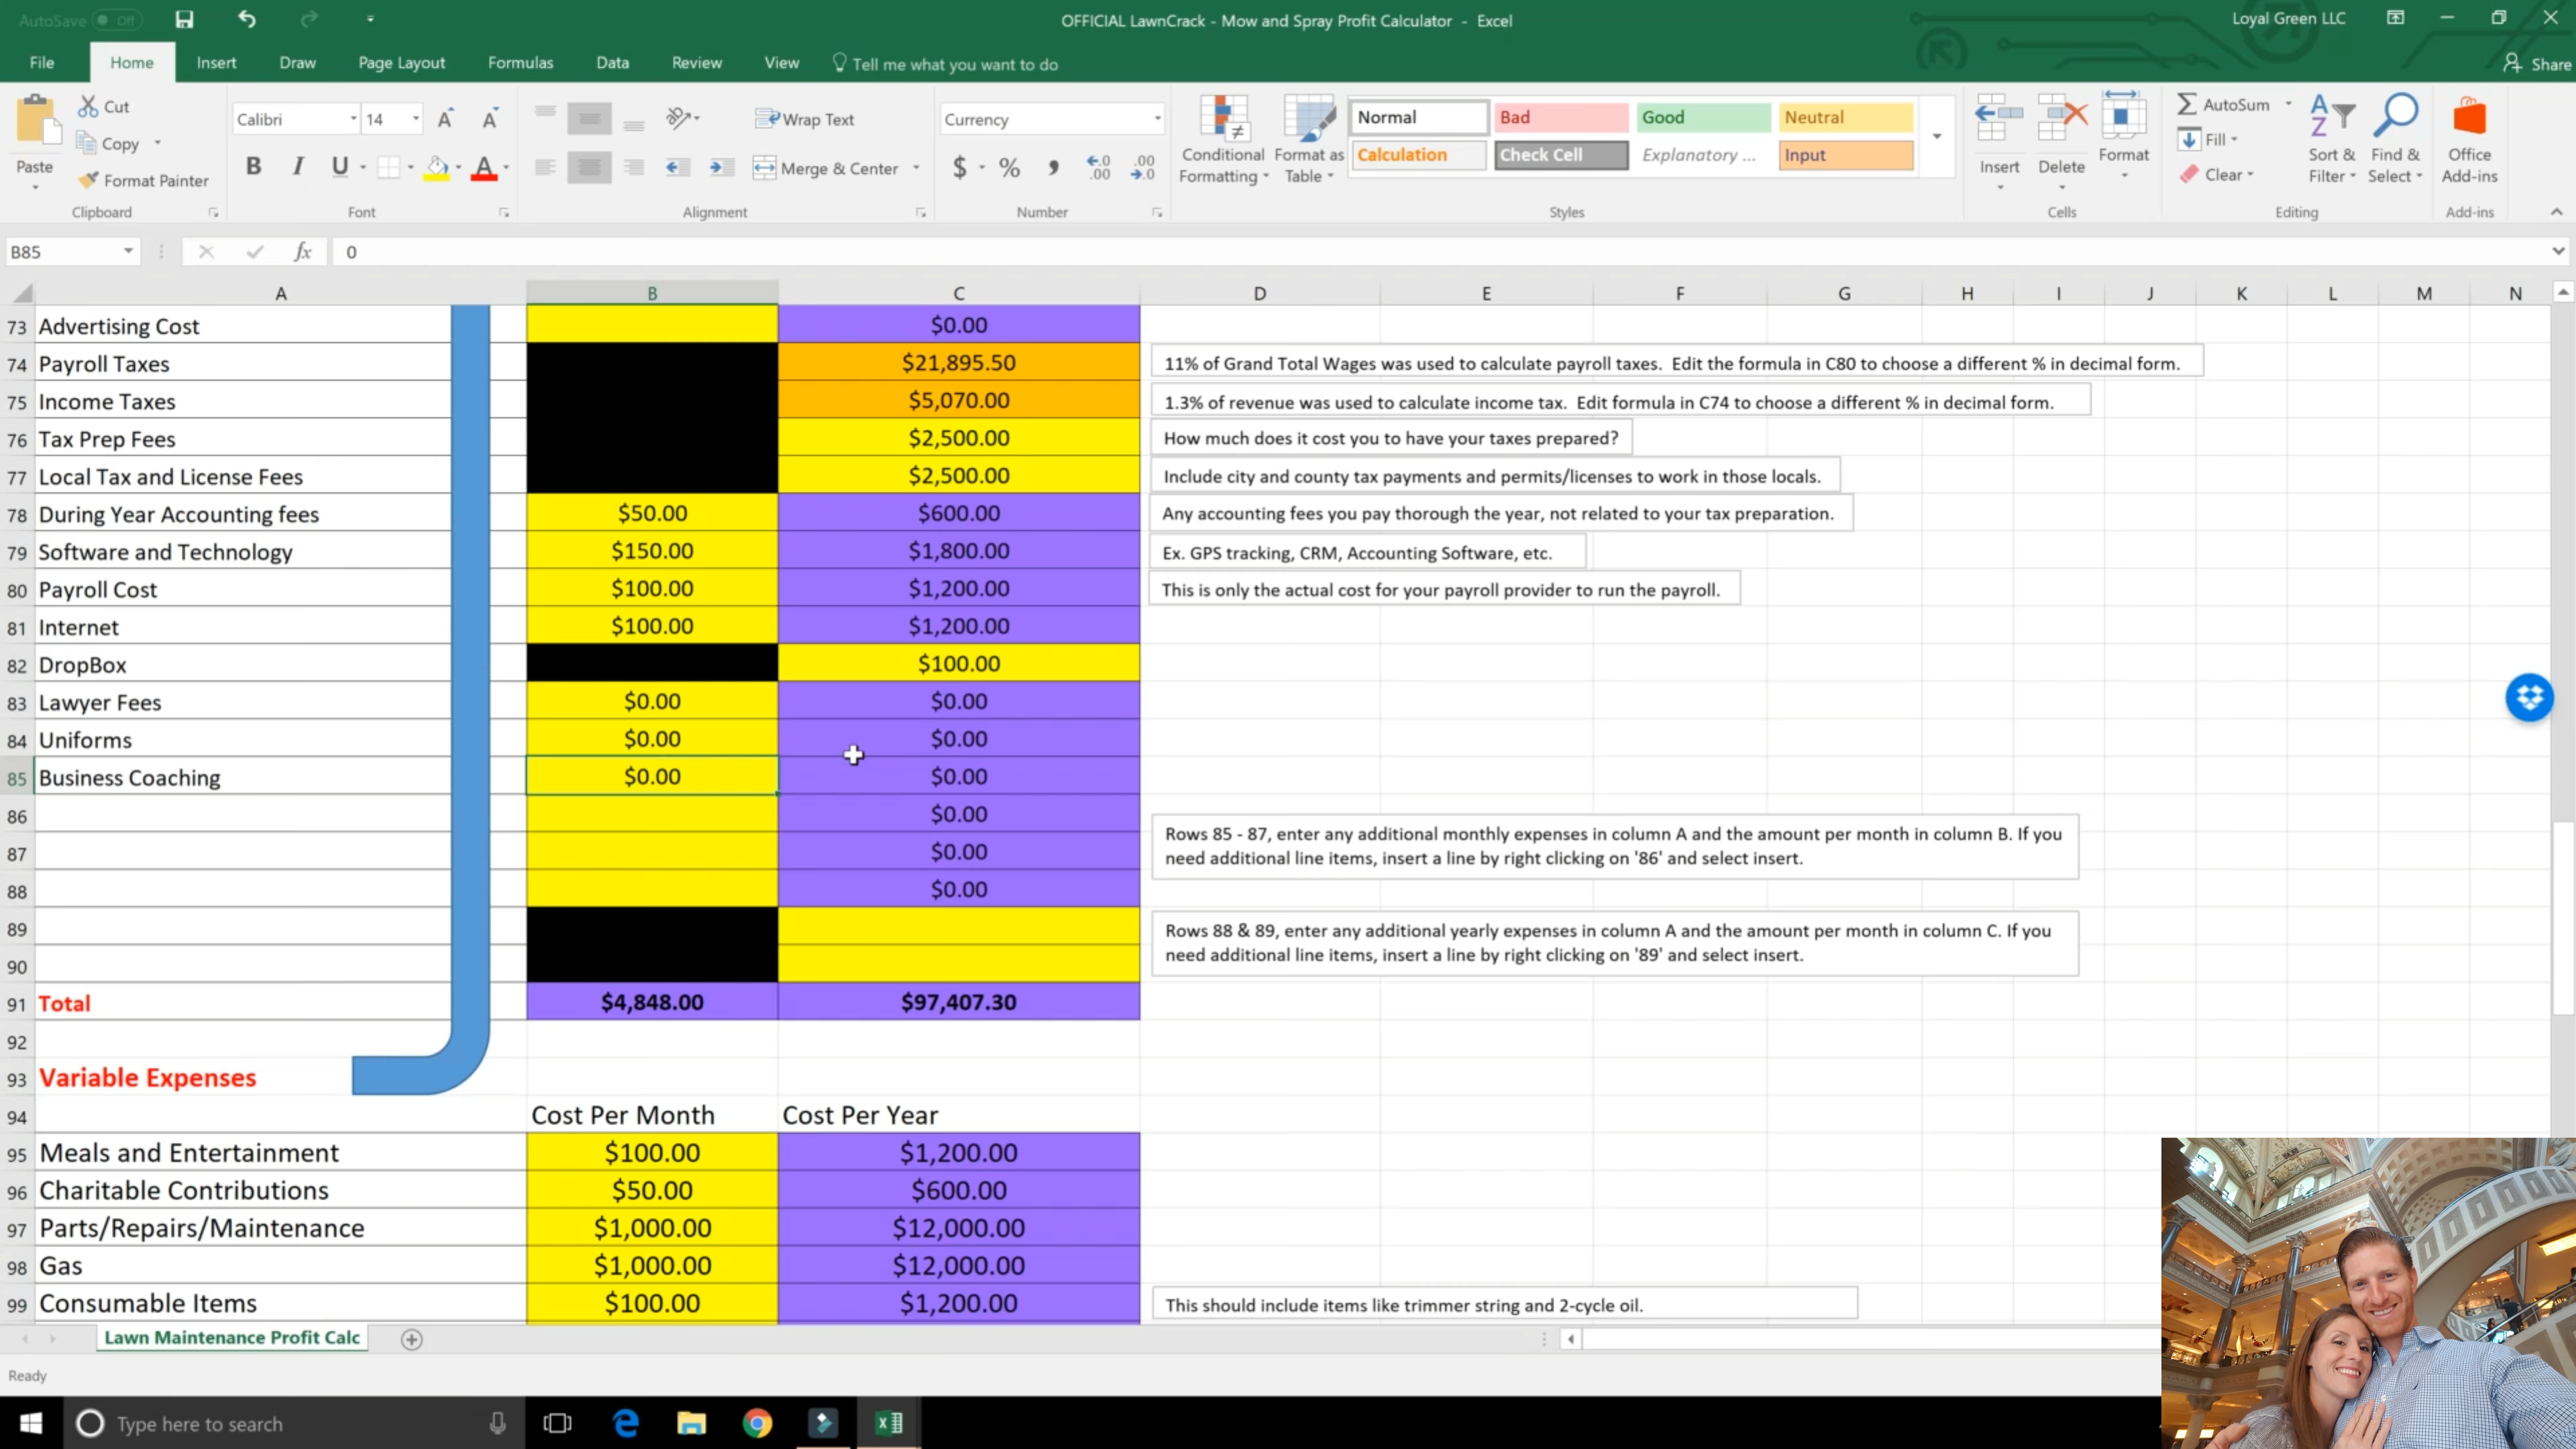 AutoSave Off
OFFICIAL LawnCrack - Mow and Spray Profit Calculator - Excel
Loyal Green LLC
File Home Insert Draw Page Layout Formulas Data Review View Tell me what you want to do Share
Paste
Cut
Copy
Format Painter
Clipboard
Calibri 14
B I U
Font
Wrap Text
Merge & Center
Alignment
Currency
$ % , .0 .00 .00 .0
Number
Conditional Formatting
Format as Table
Normal Bad Good Neutral
Calculation Check Cell Explanatory ... Input
Styles
Insert Delete Format
Cells
AutoSum
Fill
Clear
Sort & Filter
Find & Select
Editing
Office Add-ins
Add-ins
B85 fx 0
A B C D E F G H I J K L M N
73 Advertising Cost $0.00
74 Payroll Taxes $21,895.50 11% of Grand Total Wages was used to calculate payroll taxes. Edit the formula in C80 to choose a different % in decimal form.
75 Income Taxes $5,070.00 1.3% of revenue was used to calculate income tax. Edit formula in C74 to choose a different % in decimal form.
76 Tax Prep Fees $2,500.00 How much does it cost you to have your taxes prepared?
77 Local Tax and License Fees $2,500.00 Include city and county tax payments and permits/licenses to work in those locals.
78 During Year Accounting fees $50.00 $600.00 Any accounting fees you pay thorough the year, not related to your tax preparation.
79 Software and Technology $150.00 $1,800.00 Ex. GPS tracking, CRM, Accounting Software, etc.
80 Payroll Cost $100.00 $1,200.00 This is only the actual cost for your payroll provider to run the payroll.
81 Internet $100.00 $1,200.00
82 DropBox $100.00
83 Lawyer Fees $0.00 $0.00
84 Uniforms $0.00 $0.00
85 Business Coaching $0.00 $0.00
86 $0.00
87 $0.00
88 $0.00
Rows 85 - 87, enter any additional monthly expenses in column A and the amount per month in column B. If you
need additional line items, insert a line by right clicking on '86' and select insert.
89
90
Rows 88 & 89, enter any additional yearly expenses in column A and the amount per month in column C. If you
need additional line items, insert a line by right clicking on '89' and select insert.
91 Total $4,848.00 $97,407.30
92
93 Variable Expenses
94 Cost Per Month Cost Per Year
95 Meals and Entertainment $100.00 $1,200.00
96 Charitable Contributions $50.00 $600.00
97 Parts/Repairs/Maintenance $1,000.00 $12,000.00
98 Gas $1,000.00 $12,000.00
99 Consumable Items $100.00 $1,200.00 This should include items like trimmer string and 2-cycle oil.
Lawn Maintenance Profit Calc
Ready
Type here to search